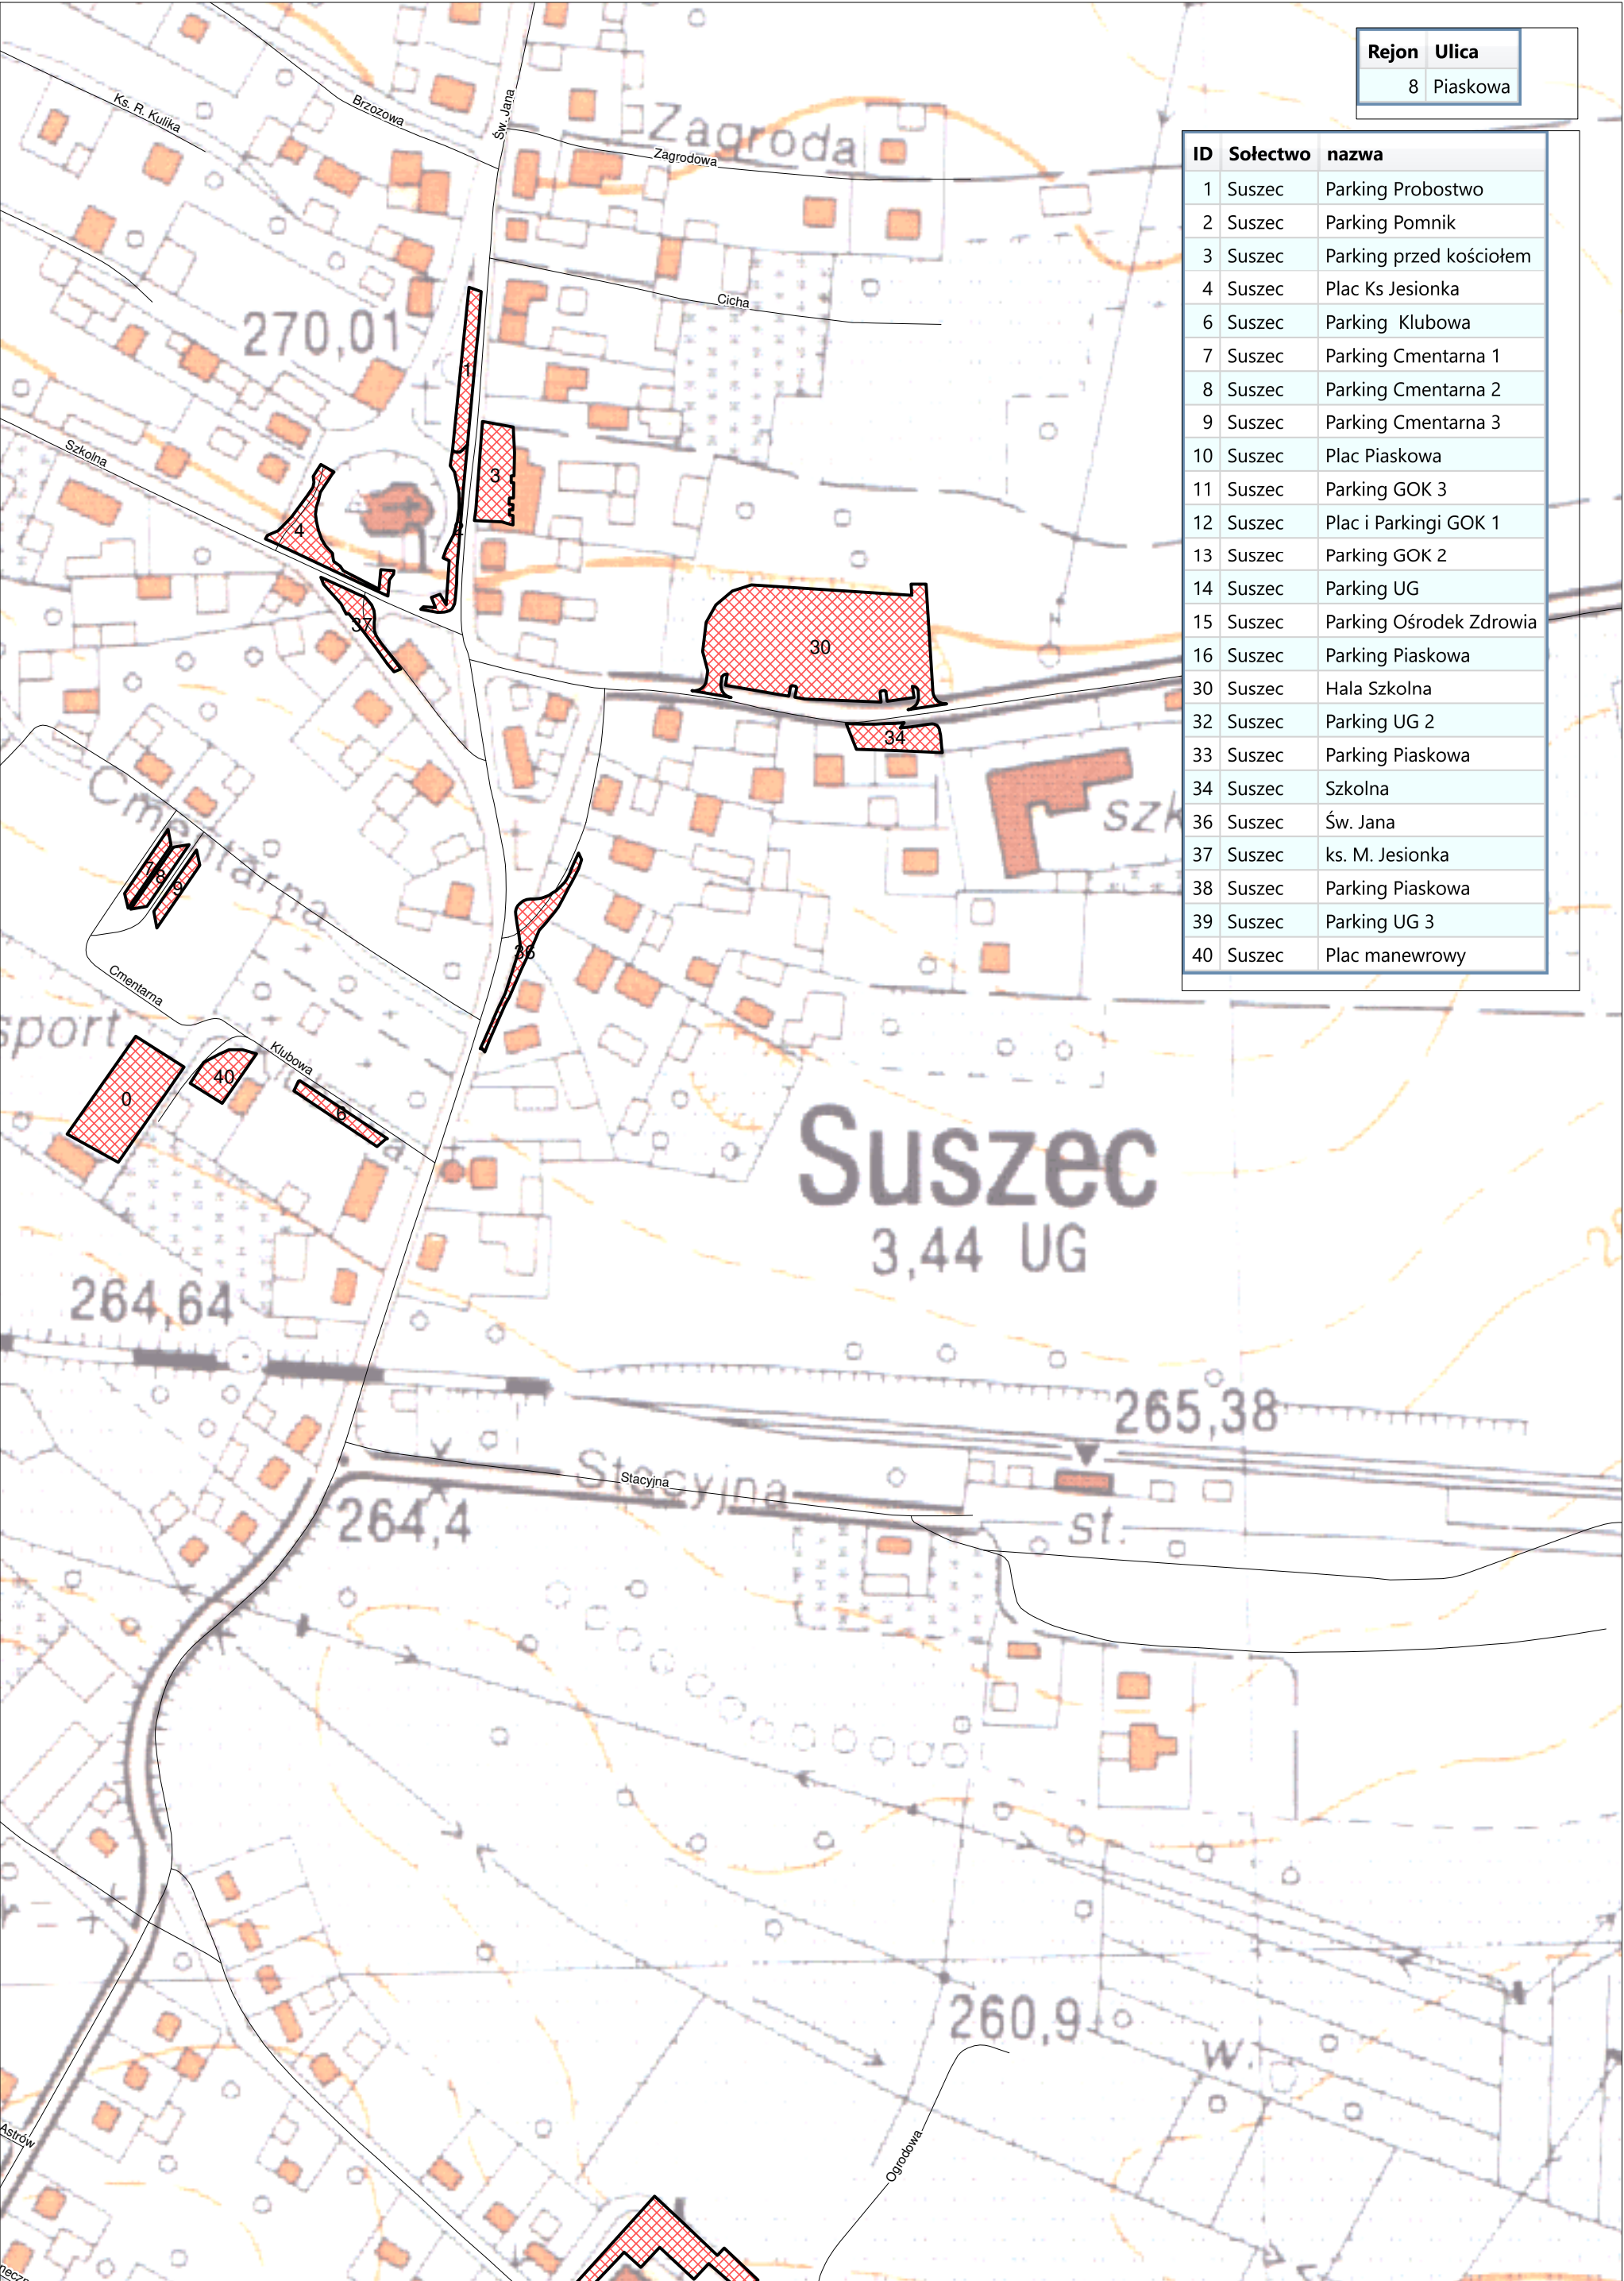 Rejon Ulica
8 Piaskowa
ID Sołectwo nazwa
1 Suszec Parking Probostwo
2 Suszec Parking Pomnik
3 Suszec Parking przed kościołem
4 Suszec Plac Ks Jesionka
6 Suszec Parking Klubowa
7 Suszec Parking Cmentarna 1
8 Suszec Parking Cmentarna 2
9 Suszec Parking Cmentarna 3
10 Suszec Plac Piaskowa
11 Suszec Parking GOK 3
12 Suszec Plac i Parkingi GOK 1
13 Suszec Parking GOK 2
14 Suszec Parking UG
15 Suszec Parking Ośrodek Zdrowia
16 Suszec Parking Piaskowa
30 Suszec Hala Szkolna
32 Suszec Parking UG 2
33 Suszec Parking Piaskowa
34 Suszec Szkolna
36 Suszec Św. Jana
37 Suszec ks. M. Jesionka
38 Suszec Parking Piaskowa
39 Suszec Parking UG 3
40 Suszec Plac manewrowy
Ks. R. Kulika
Brzozowa
Św. Jana
Zagroda
Zagrodowa
Cicha
270,01
1
Szkolna
3
4
37
30
34
szk
Cmentarna
7
8
9
36
Cmentarna
sport
Klubowa
40
0
6
Suszec
3,44 UG
264,64
265,38
Stacyjna
Stacyjna
264,4
st.
260,9
w.
Astrów
Ogrodowa